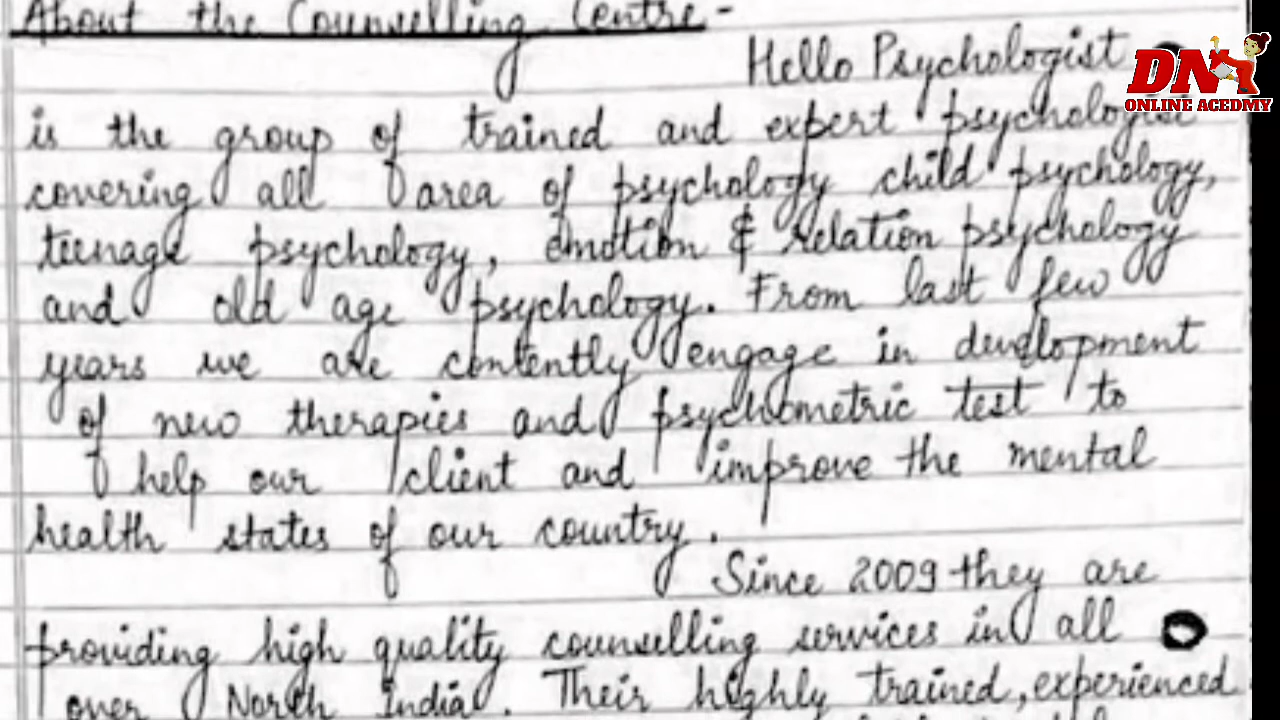 About the Counselling Centre-
Hello Psychologist
is the group of trained and expert psychologist
covering all area of psychology child psychology,
teenage psychology, emotion & relation psychology
and old age psychology. From last few
years we are contently engage in development
of new therapies and psychometric test to
help our client and improve the mental
health states of our country.
Since 2009 they are
providing high quality counselling services in all
over North India. Their highly trained, experienced
DNA
ONLINE ACEDMY